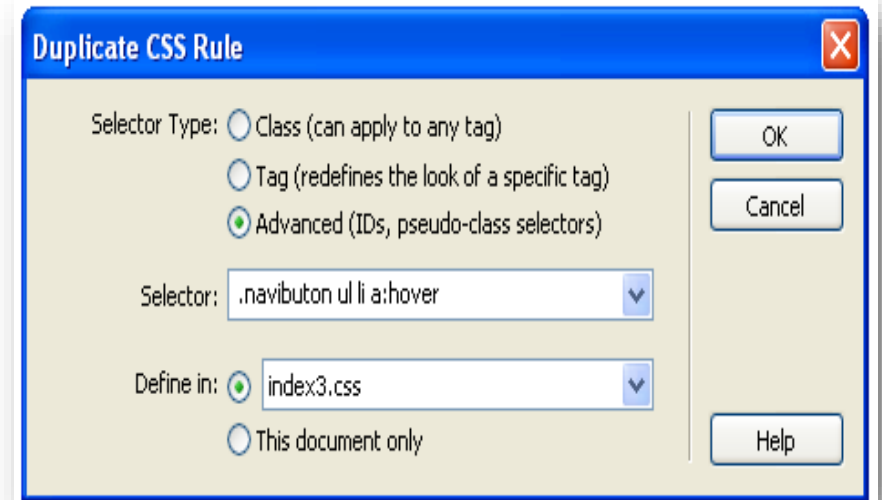 Duplicate CSS Rule
Selector Type: Class (can apply to any tag)
Tag (redefines the look of a specific tag)
Advanced (IDs, pseudo-class selectors)
Selector: .navibuton ul li a:hover
Define in: index3.css
This document only
OK
Cancel
Help